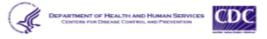 DEPARTMENT OF HEALTH AND HUMAN SERVICES
CENTERS FOR DISEASE CONTROL AND PREVENTION
CDC